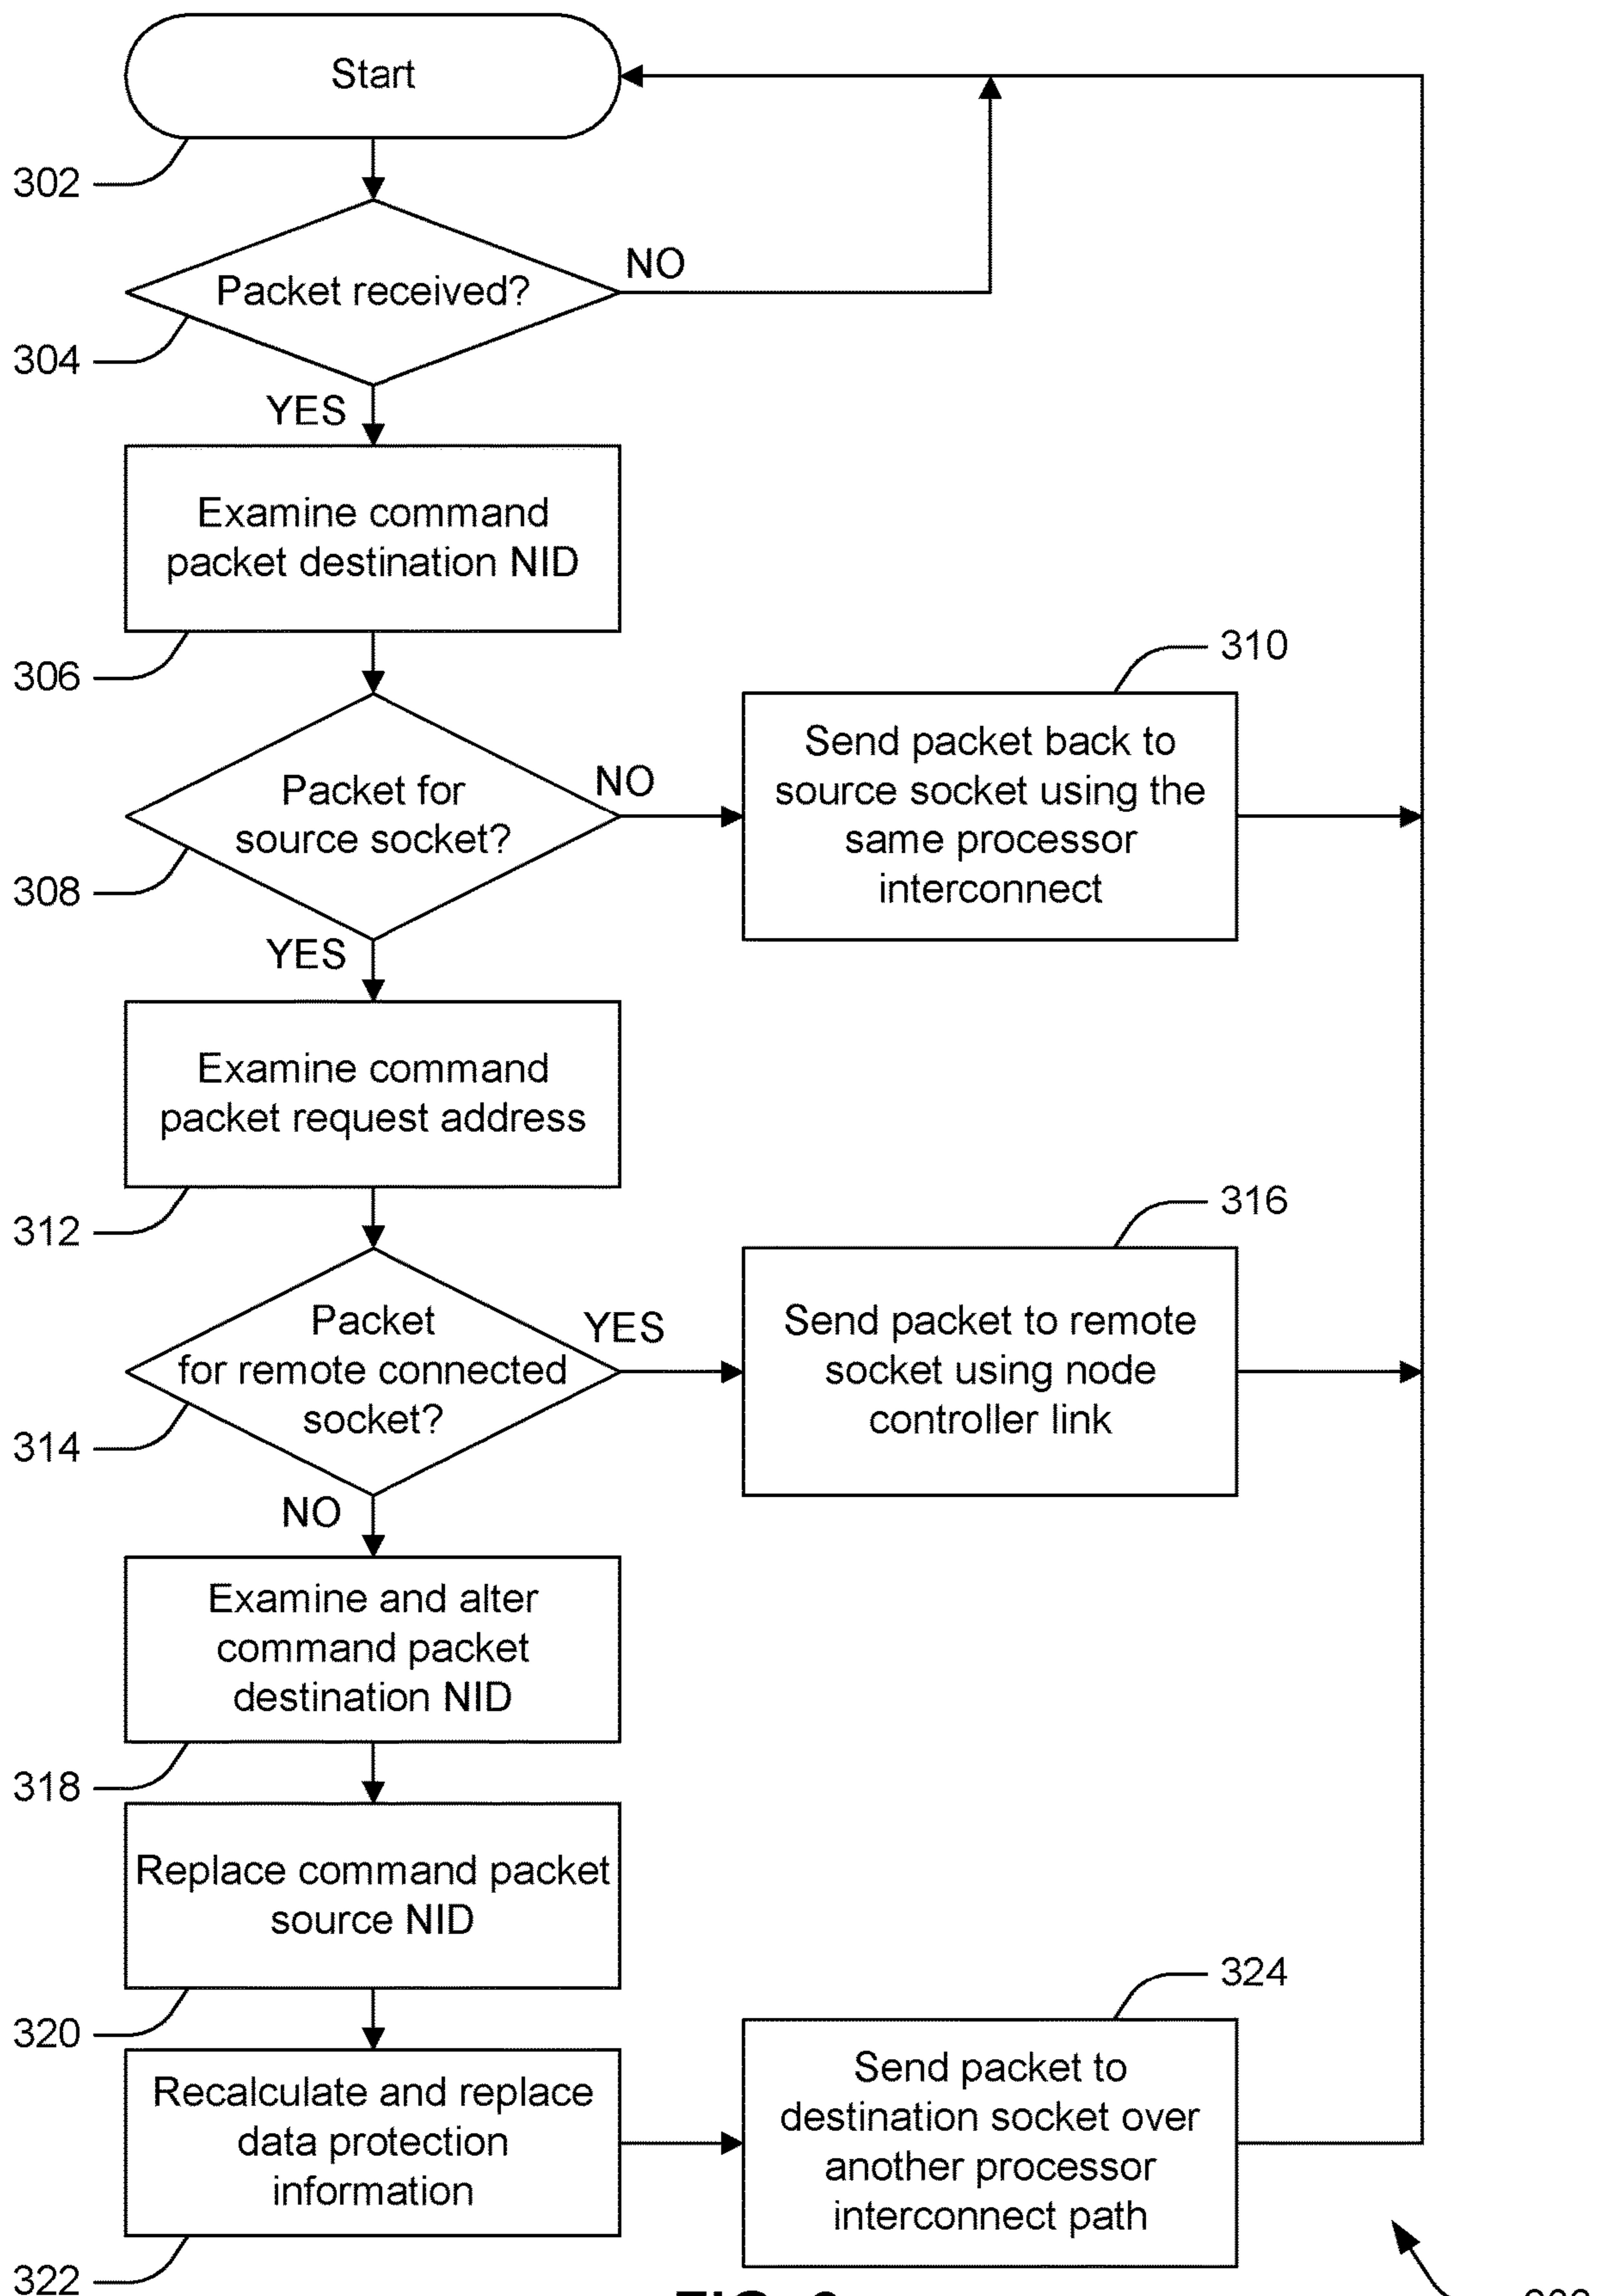 Start
302
Packet received?
NO
304
YES
Examine command
packet destination NID
306
310
Packet for
source socket?
NO
Send packet back to
source socket using the
same processor
interconnect
308
YES
Examine command
packet request address
312
316
Packet
for remote connected
socket?
YES
Send packet to remote
socket using node
controller link
314
NO
Examine and alter
command packet
destination NID
318
Replace command packet
source NID
320
324
Recalculate and replace
data protection
information
Send packet to
destination socket over
another processor
interconnect path
322